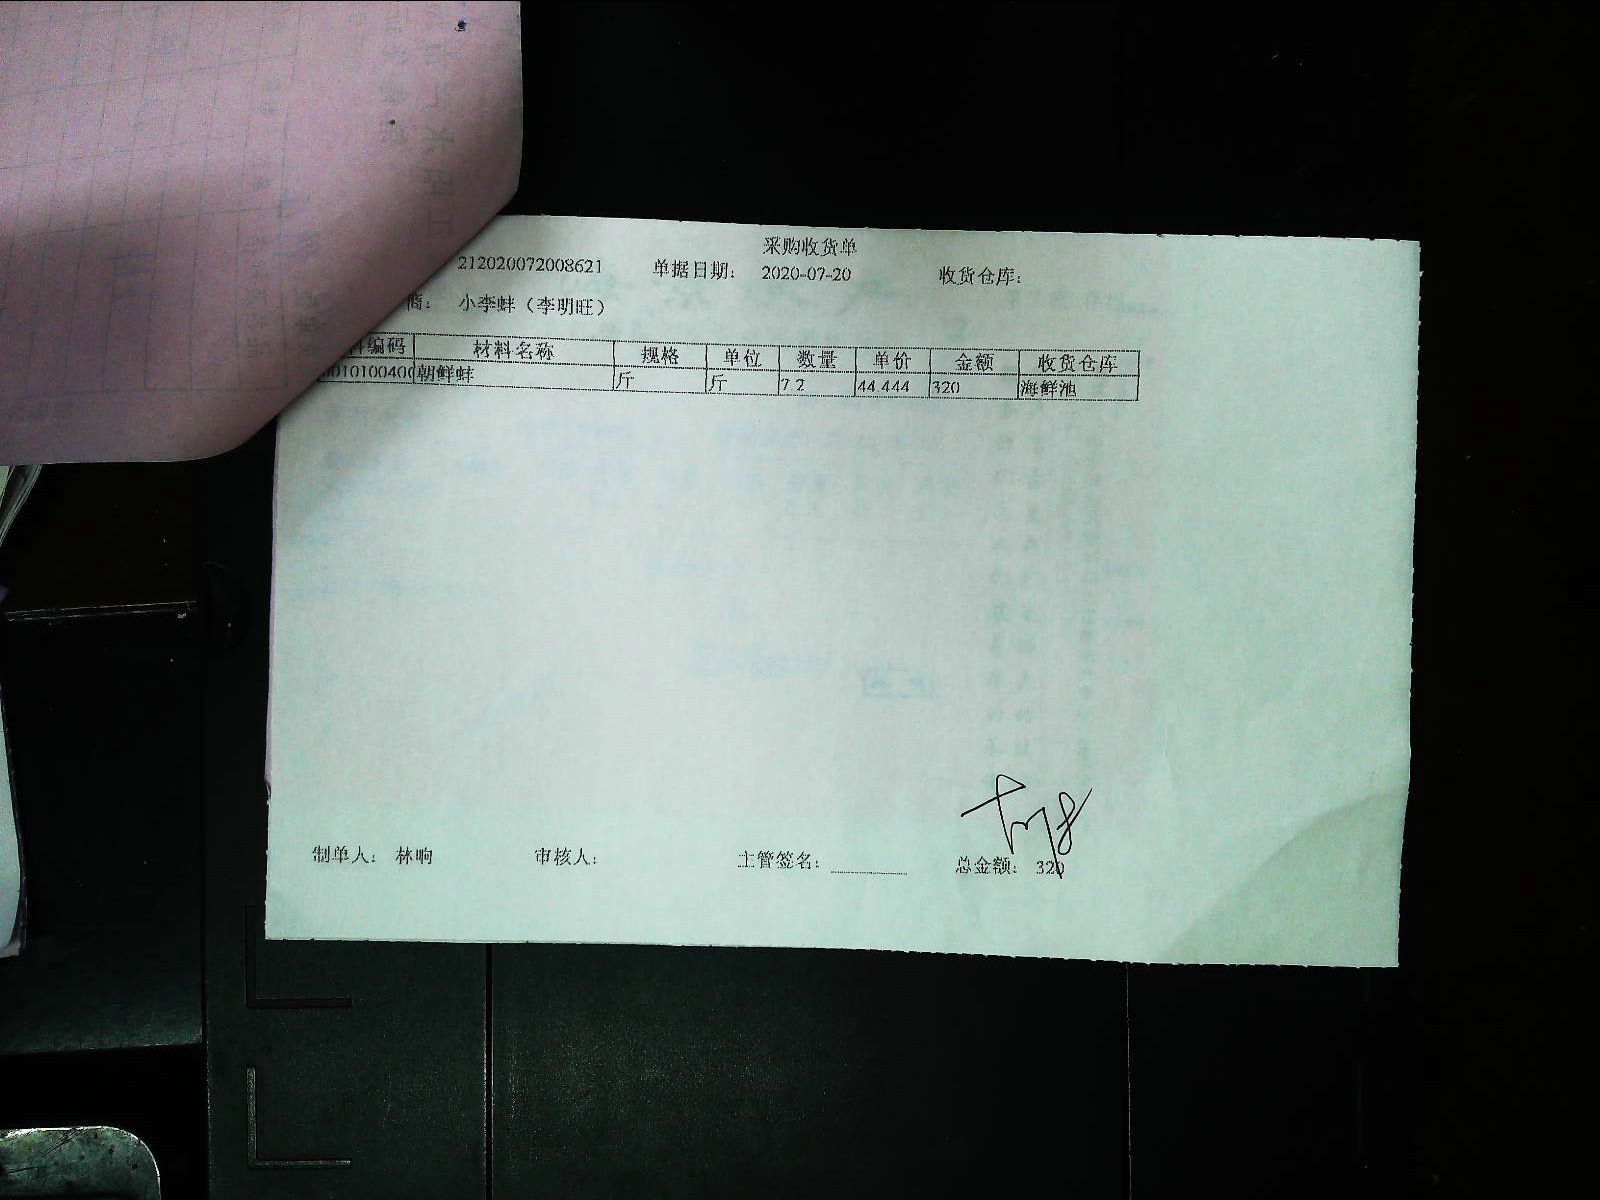 采购收货单
212020072008621 单据日期： 2020-07-20 收货仓库：
商： 小李蚌（李明旺）
料编码 材料名称 规格 单位 数量 单价 金额 收货仓库
0010100400 朝鲜蚌 斤 斤 7.2 44.444 320 海鲜池
制单人： 林晌 审核人： 主管签名： 总金额： 320